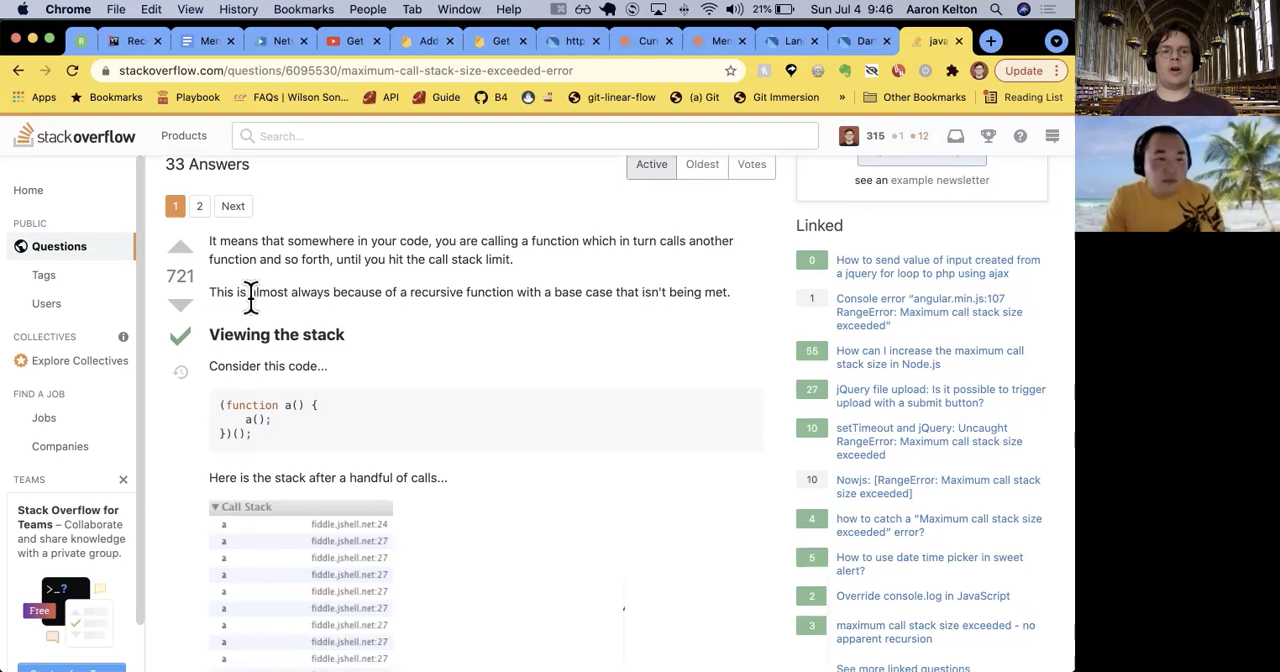 Chrome File Edit View History Bookmarks People Tab Window Help 21% Sun Jul 4 9:46 Aaron Kelton
Rec Men Net Get Add Get http Curr Men Lan Dar java
stackoverflow.com/questions/6095530/maximum-call-stack-size-exceeded-error Update
Apps Bookmarks Playbook FAQs | Wilson Son... API Guide B4 git-linear-flow (a) Git Git Immersion » Other Bookmarks Reading List
stackoverflow Products Search... 315 1 12
33 Answers
Active Oldest Votes
1 2 Next
It means that somewhere in your code, you are calling a function which in turn calls another
function and so forth, until you hit the call stack limit.
721
This is almost always because of a recursive function with a base case that isn't being met.
Viewing the stack
Consider this code...
(function a() {
a();
})();
Here is the stack after a handful of calls...
Call Stack
a fiddle.jshell.net:24
a fiddle.jshell.net:27
a fiddle.jshell.net:27
a fiddle.jshell.net:27
a fiddle.jshell.net:27
a fiddle.jshell.net:27
a fiddle.jshell.net:27
a fiddle.jshell.net:27
a fiddle.jshell.net:27
Home
PUBLIC
Questions
Tags
Users
COLLECTIVES
Explore Collectives
FIND A JOB
Jobs
Companies
TEAMS
Stack Overflow for
Teams – Collaborate
and share knowledge
with a private group.
>_?
Free
see an example newsletter
Linked
0 How to send value of input created from
a jquery for loop to php using ajax
1 Console error “angular.min.js:107
RangeError: Maximum call stack size
exceeded”
55 How can I increase the maximum call
stack size in Node.js
27 jQuery file upload: Is it possible to trigger
upload with a submit button?
10 setTimeout and jQuery: Uncaught
RangeError: Maximum call stack size
exceeded
10 Nowjs: [RangeError: Maximum call stack
size exceeded]
4 how to catch a “Maximum call stack size
exceeded” error?
5 How to use date time picker in sweet
alert?
2 Override console.log in JavaScript
3 maximum call stack size exceeded - no
apparent recursion
See more linked questions